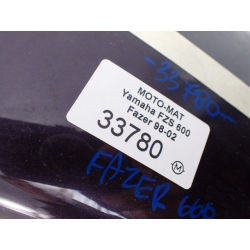 -33780-
MOTO-MAT
Yamaha FZS 600
Fazer 98-02
33780
M
FAZER 600